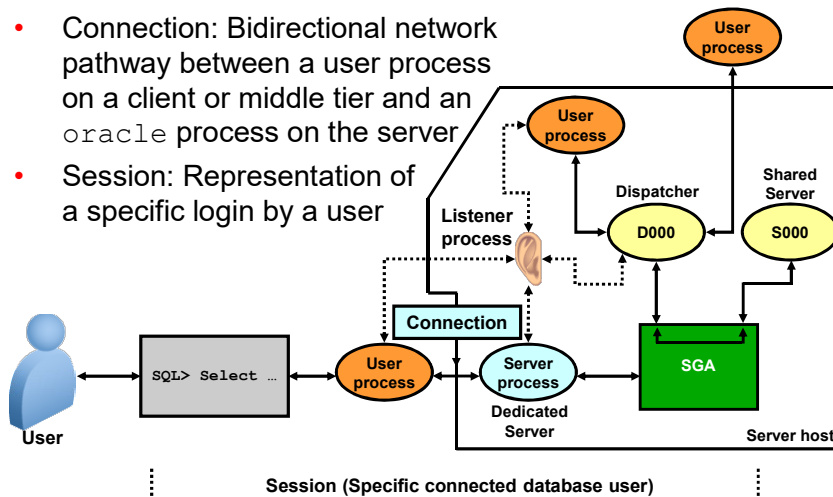 • Connection: Bidirectional network
pathway between a user process
on a client or middle tier and an
oracle process on the server
• Session: Representation of
a specific login by a user
User
process
User
process
Dispatcher
Shared
Server
Listener
process
D000
S000
Connection
SQL> Select …
User
process
Server
process
SGA
Dedicated
Server
User
Server host
Session (Specific connected database user)